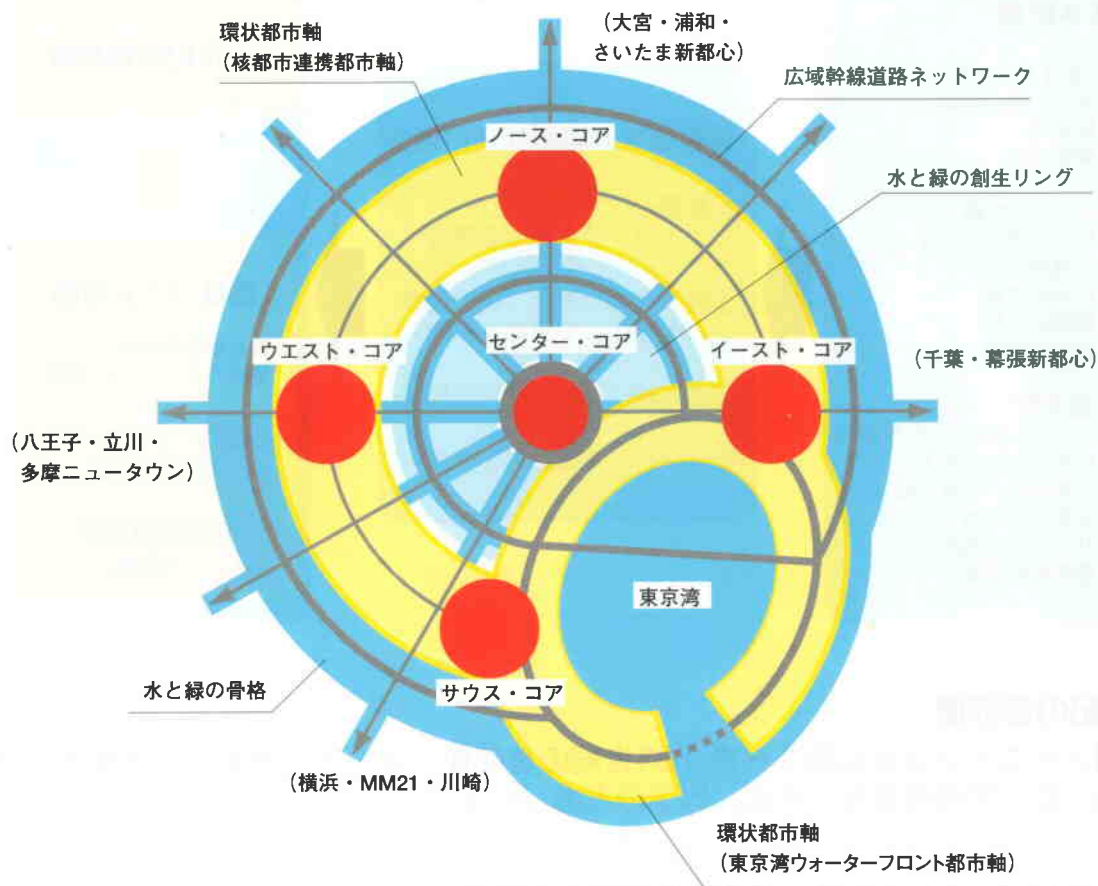 環状都市軸
(核都市連携都市軸)
(大宮・浦和・
さいたま新都心)
広域幹線道路ネットワーク
ノース・コア
水と緑の創生リング
ウエスト・コア
センター・コア
イースト・コア
(千葉・幕張新都心)
(八王子・立川・
多摩ニュータウン)
東京湾
水と緑の骨格
サウス・コア
(横浜・MM21・川崎)
環状都市軸
(東京湾ウォーターフロント都市軸)